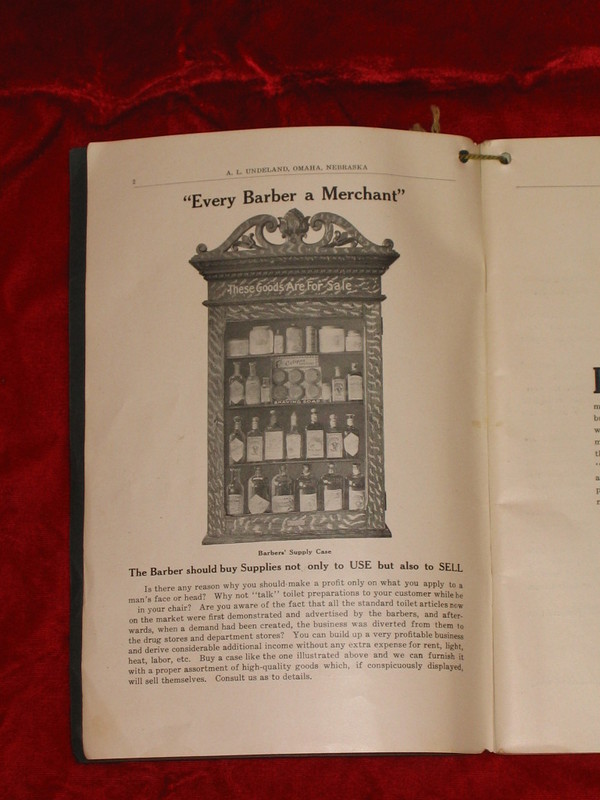 2
A. L. UNDELAND, OMAHA, NEBRASKA
"Every Barber a Merchant"
These Goods Are For Sale
Barbers' Supply Case
The Barber should buy Supplies not only to USE but also to SELL
Is there any reason why you should make a profit only on what you apply to a
man's face or head? Why not "talk" toilet preparations to your customer while he
in your chair? Are you aware of the fact that all the standard toilet articles now
on the market were first demonstrated and advertised by the barbers, and after-
wards, when a demand had been created, the business was diverted from them to
the drug stores and department stores? You can build up a very profitable business
and derive considerable additional income without any extra expense for rent, light,
heat, labor, etc. Buy a case like the one illustrated above and we can furnish it
with a proper assortment of high-quality goods which, if conspicuously displayed,
will sell themselves. Consult us as to details.